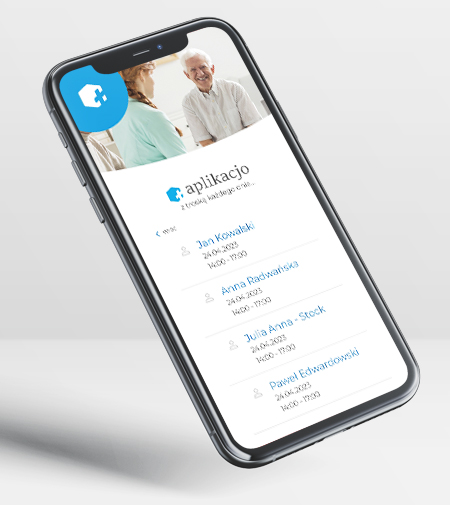 aplikacjo
z troską każdego dnia...
wróć
Jan Kowalski
24.04.2023
14:00 - 17:00
Anna Radwańska
24.04.2023
14:00 - 17:00
Julia Anna - Stock
24.04.2023
14:00 - 17:00
Paweł Edwardowski
24.04.2023
14:00 - 17:00